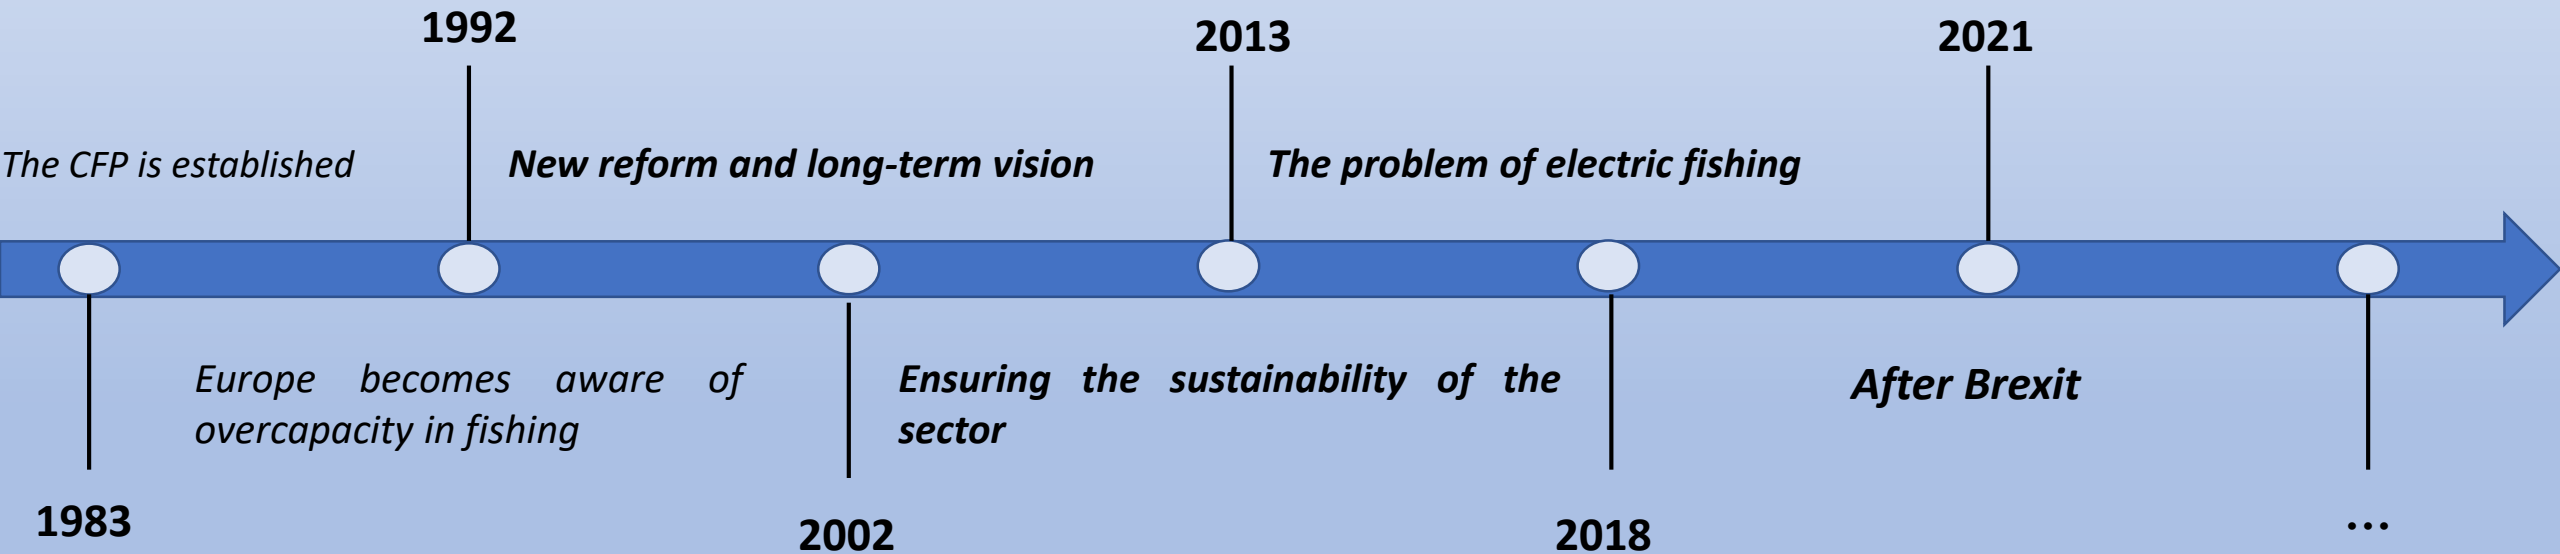 1992
2013
2021
The CFP is established
New reform and long-term vision
The problem of electric fishing
Europe becomes aware of
overcapacity in fishing
Ensuring the sustainability of the
sector
After Brexit
1983
2002
2018
...